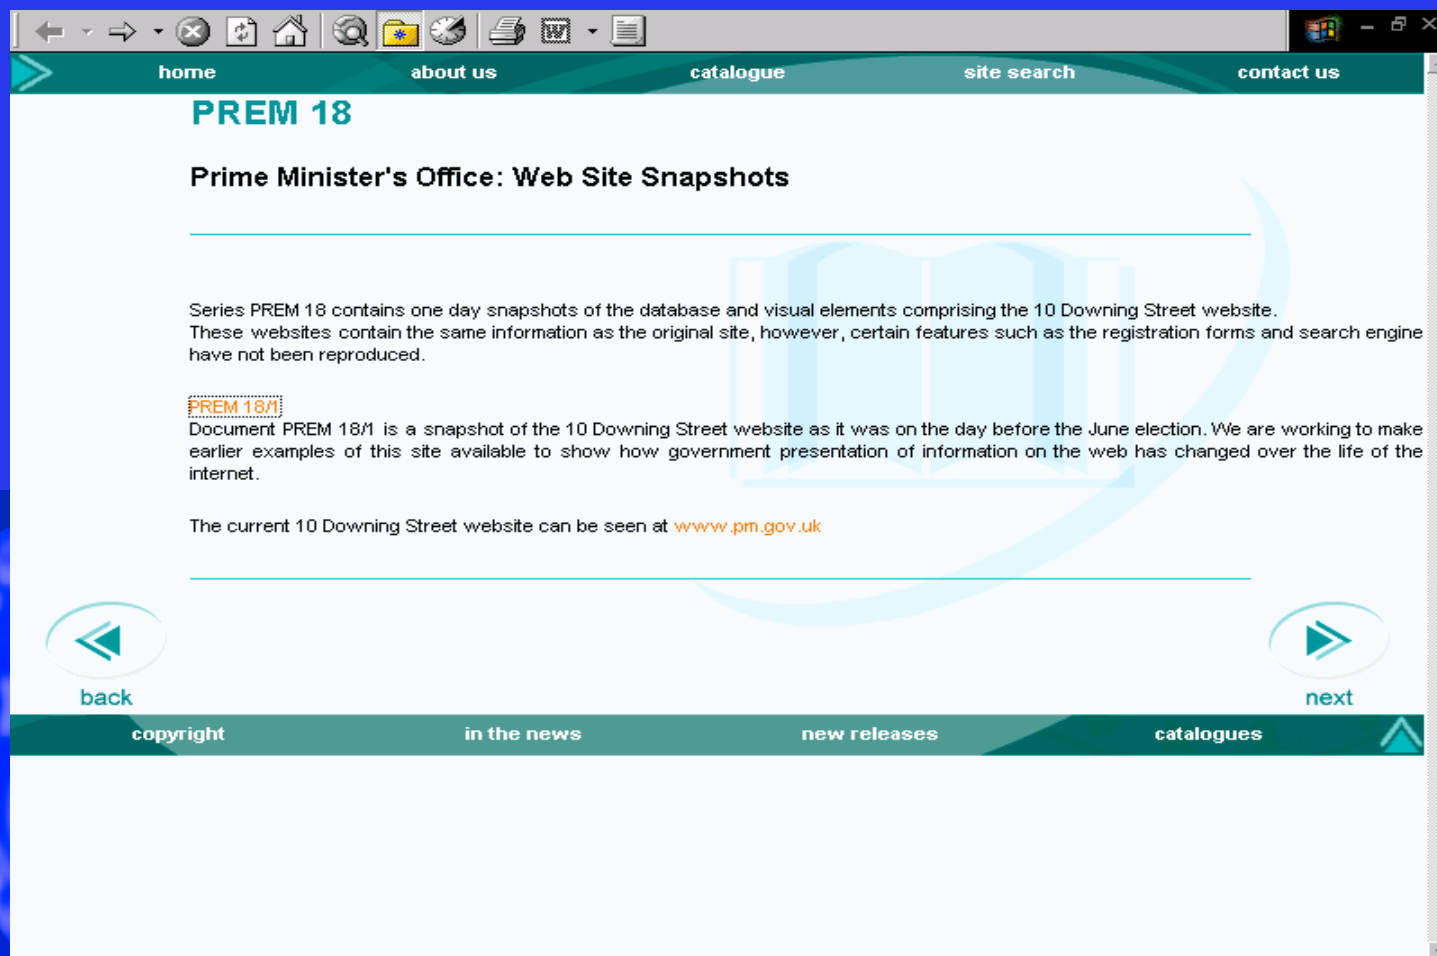 home about us catalogue site search contact us
PREM 18
Prime Minister's Office: Web Site Snapshots
Series PREM 18 contains one day snapshots of the database and visual elements comprising the 10 Downing Street website.
These websites contain the same information as the original site, however, certain features such as the registration forms and search engine
have not been reproduced.
PREM 18/1
Document PREM 18/1 is a snapshot of the 10 Downing Street website as it was on the day before the June election. We are working to make
earlier examples of this site available to show how government presentation of information on the web has changed over the life of the
internet.
The current 10 Downing Street website can be seen at www.pm.gov.uk
back next
copyright in the news new releases catalogues